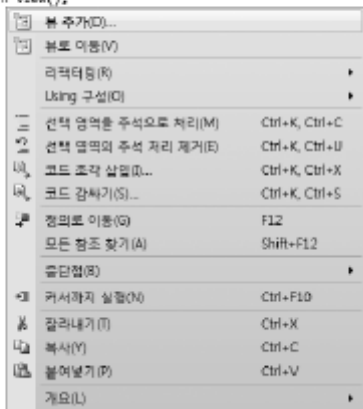 View();
뷰 추가(D)...
뷰로 이동(V)
리팩터링(R)
Using 구성(O)
선택 영역을 주석으로 처리(M) Ctrl+K, Ctrl+C
선택 영역의 주석 처리 제거(E) Ctrl+K, Ctrl+U
코드 조각 삽입(I)... Ctrl+K, Ctrl+X
코드 감싸기(S)... Ctrl+K, Ctrl+S
정의로 이동(G) F12
모든 참조 찾기(A) Shift+F12
중단점(B)
커서까지 실행(N) Ctrl+F10
잘라내기(T) Ctrl+X
복사(Y) Ctrl+C
붙여넣기(P) Ctrl+V
개요(L)